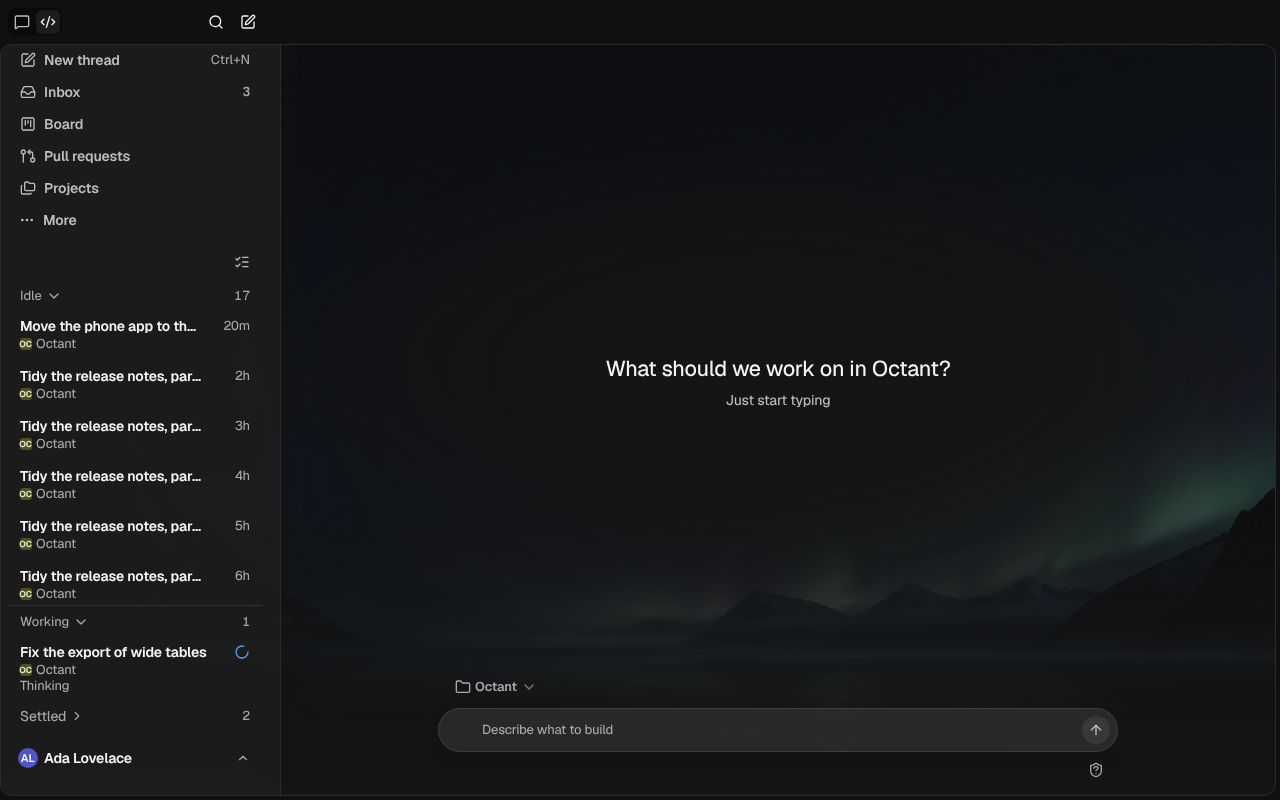 New thread Ctrl+N
Inbox 3
Board
Pull requests
Projects
More
Idle 17
Move the phone app to th... 20m
OC Octant
Tidy the release notes, par... 2h
OC Octant
Tidy the release notes, par... 3h
OC Octant
Tidy the release notes, par... 4h
OC Octant
Tidy the release notes, par... 5h
OC Octant
Tidy the release notes, par... 6h
OC Octant
Working 1
Fix the export of wide tables
OC Octant
Thinking
Settled 2
AL Ada Lovelace
What should we work on in Octant?
Just start typing
Octant
Describe what to build